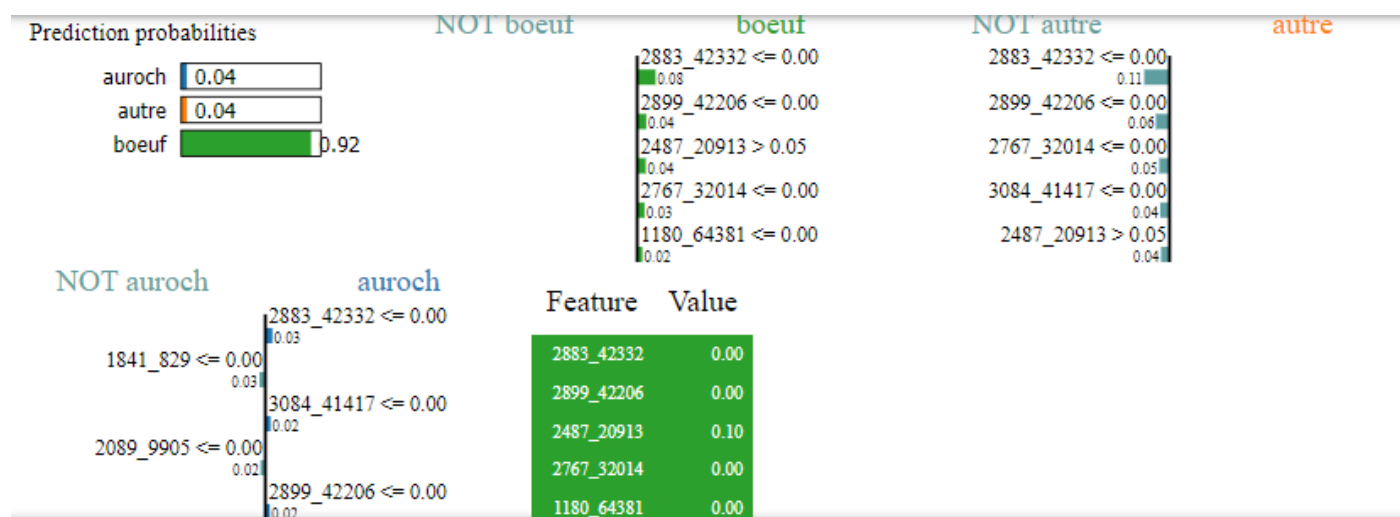 Prediction probabilities
auroch 0.04
autre 0.04
boeuf 0.92
NOT boeuf boeuf
2883_42332 <= 0.00
0.08
2899_42206 <= 0.00
0.04
2487_20913 > 0.05
0.04
2767_32014 <= 0.00
0.03
1180_64381 <= 0.00
0.02
NOT autre autre
2883_42332 <= 0.00
0.11
2899_42206 <= 0.00
0.06
2767_32014 <= 0.00
0.05
3084_41417 <= 0.00
0.04
2487_20913 > 0.05
0.04
NOT auroch auroch
2883_42332 <= 0.00
0.03
1841_829 <= 0.00
0.03
3084_41417 <= 0.00
0.02
2089_9905 <= 0.00
0.02
2899_42206 <= 0.00
0.02
Feature Value
2883_42332 0.00
2899_42206 0.00
2487_20913 0.10
2767_32014 0.00
1180_64381 0.00